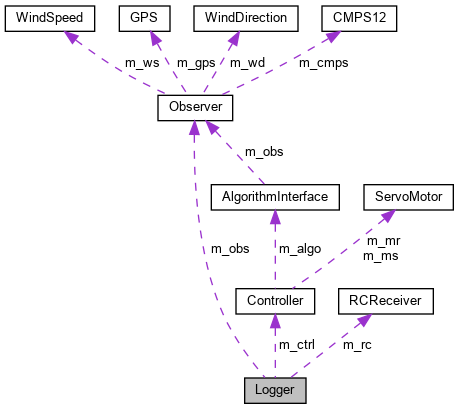 WindSpeed
GPS
WindDirection
CMPS12
m_ws
m_gps
m_wd
m_cmps
Observer
m_obs
AlgorithmInterface
ServoMotor
m_obs
m_algo
m_mr
m_ms
Controller
RCReceiver
m_ctrl
m_rc
Logger